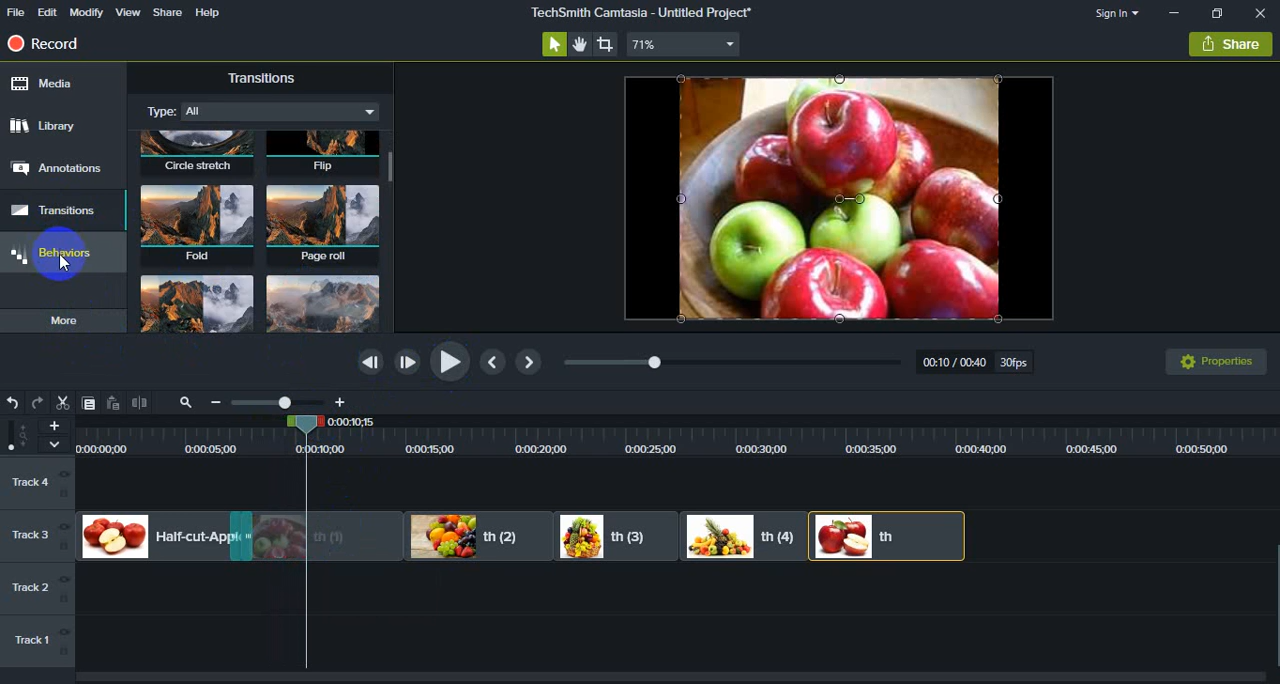 File Edit Modify View Share Help
TechSmith Camtasia - Untitled Project*
Sign In
Record
71%
Share
Media
Library
Annotations
Transitions
Behaviors
More
Transitions
Type: All
Circle stretch
Flip
Fold
Page roll
00:10 / 00:40 30fps
Properties
0:00:10;15
0:00:00;00 0:00:05;00 0:00:10;00 0:00:15;00 0:00:20;00 0:00:25;00 0:00:30;00 0:00:35;00 0:00:40;00 0:00:45;00 0:00:50;00
Track 4
Track 3
Half-cut-Apple
th (1)
th (2)
th (3)
th (4)
th
Track 2
Track 1